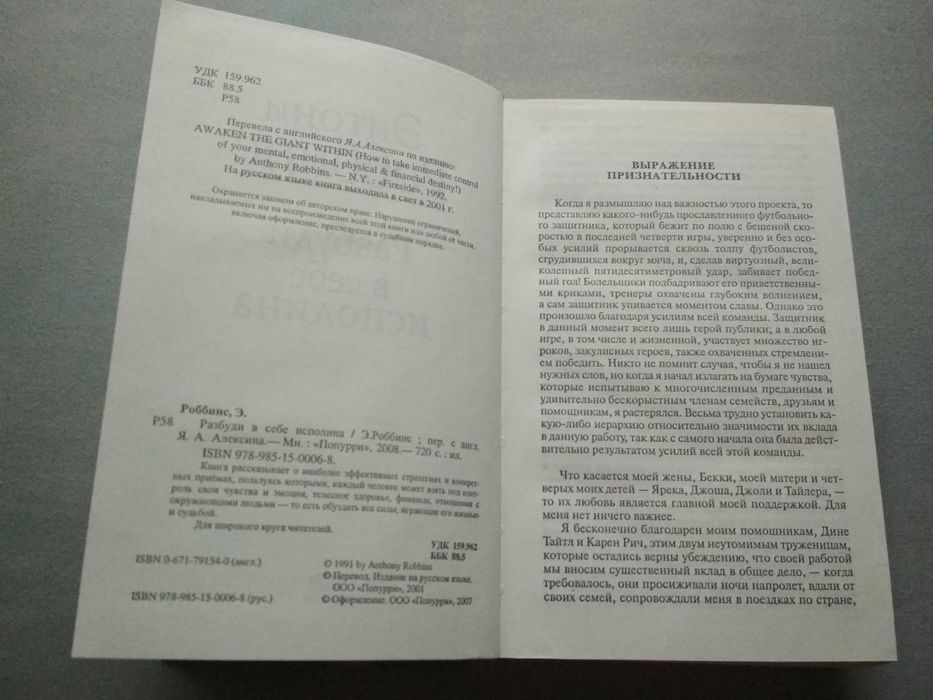 УДК 159.962
ББК 88.5
Р58
Перевела с английского Я.А.Алексина по изданию:
AWAKEN THE GIANT WITHIN (How to take immediate control
of your mental, emotional, physical & financial destiny!)
by Anthony Robbins. — N.Y. : «Fireside», 1992.
На русском языке книга выходила в свет в 2001 г.
Охраняется законом об авторском праве. Нарушение ограничений,
накладываемых им на воспроизведение всей этой книги или любой ее части,
включая оформление, преследуется в судебном порядке.
Роббинс, Э.
Р58 Разбуди в себе исполина / Э.Роббинс ; пер. с англ.
Я. А. Алексина.— Мн. : «Попурри», 2008.— 720 с. : ил.
ISBN 978-985-15-0006-8.
Книга рассказывает о наиболее эффективных стратегиях и конкрет-
ных приёмах, пользуясь которыми, каждый человек может взять под конт-
роль свои чувства и эмоции, телесное здоровье, финансы, отношения с
окружающими людьми — то есть обуздать все силы, играющие его жизнью
и судьбой.
Для широкого круга читателей.
УДК 159.962
ББК 88.5
ISBN 0-671-79154-0 (англ.)
© 1991 by Anthony Robbins
© Перевод. Издание на русском языке.
ООО «Попурри», 2001
ISBN 978-985-15-0006-8 (рус.)
© Оформление. ООО «Попурри», 2007
ВЫРАЖЕНИЕ
ПРИЗНАТЕЛЬНОСТИ
Когда я размышляю над важностью этого проекта, то
представляю какого-нибудь прославленного футбольно-
го защитника, который бежит по полю с бешеной ско-
ростью в последней четверти игры, уверенно и без осо-
бых усилий прорывается сквозь толпу футболистов,
сгрудившихся вокруг мяча, и, сделав виртуозный, вели-
колепный пятидесятиметровый удар, забивает побед-
ный гол! Болельщики подбадривают его приветственны-
ми криками, тренеры охвачены глубоким волнением,
а сам защитник упивается моментом славы. Однако это
произошло благодаря усилиям всей команды. Защитник
в данный момент всего лишь герой публики; а в любой
игре, в том числе и жизненной, участвует множество иг-
роков, закулисных героев, также охваченных стремлени-
ем победить. Никто не помнит случая, чтобы я не нашел
нужных слов, но когда я начал излагать на бумаге чувства,
которые испытываю к многочисленным преданным и
удивительно бескорыстным членам семейств, друзьям и
помощникам, я растерялся. Весьма трудно установить ка-
кую-либо иерархию относительно значимости их вклада
в данную работу, так как с самого начала она была дейст-
вительно результатом усилий всей этой команды.
Что касается моей жены, Бекки, моей матери и чет-
верых моих детей — Ярека, Джоша, Джоли и Тайлера, —
то их любовь является главной моей поддержкой. Для
меня нет ничего важнее.
Я бесконечно благодарен моим помощникам, Дине
Тайтл и Карен Рич, этим двум неутомимым труженицам,
которые остались верны убеждению, что своей работой
мы вносим существенный вклад в общее дело, — когда
требовалось, они просиживали ночи напролет, вдали от
своих семей, сопровождали меня в поездках по стране,